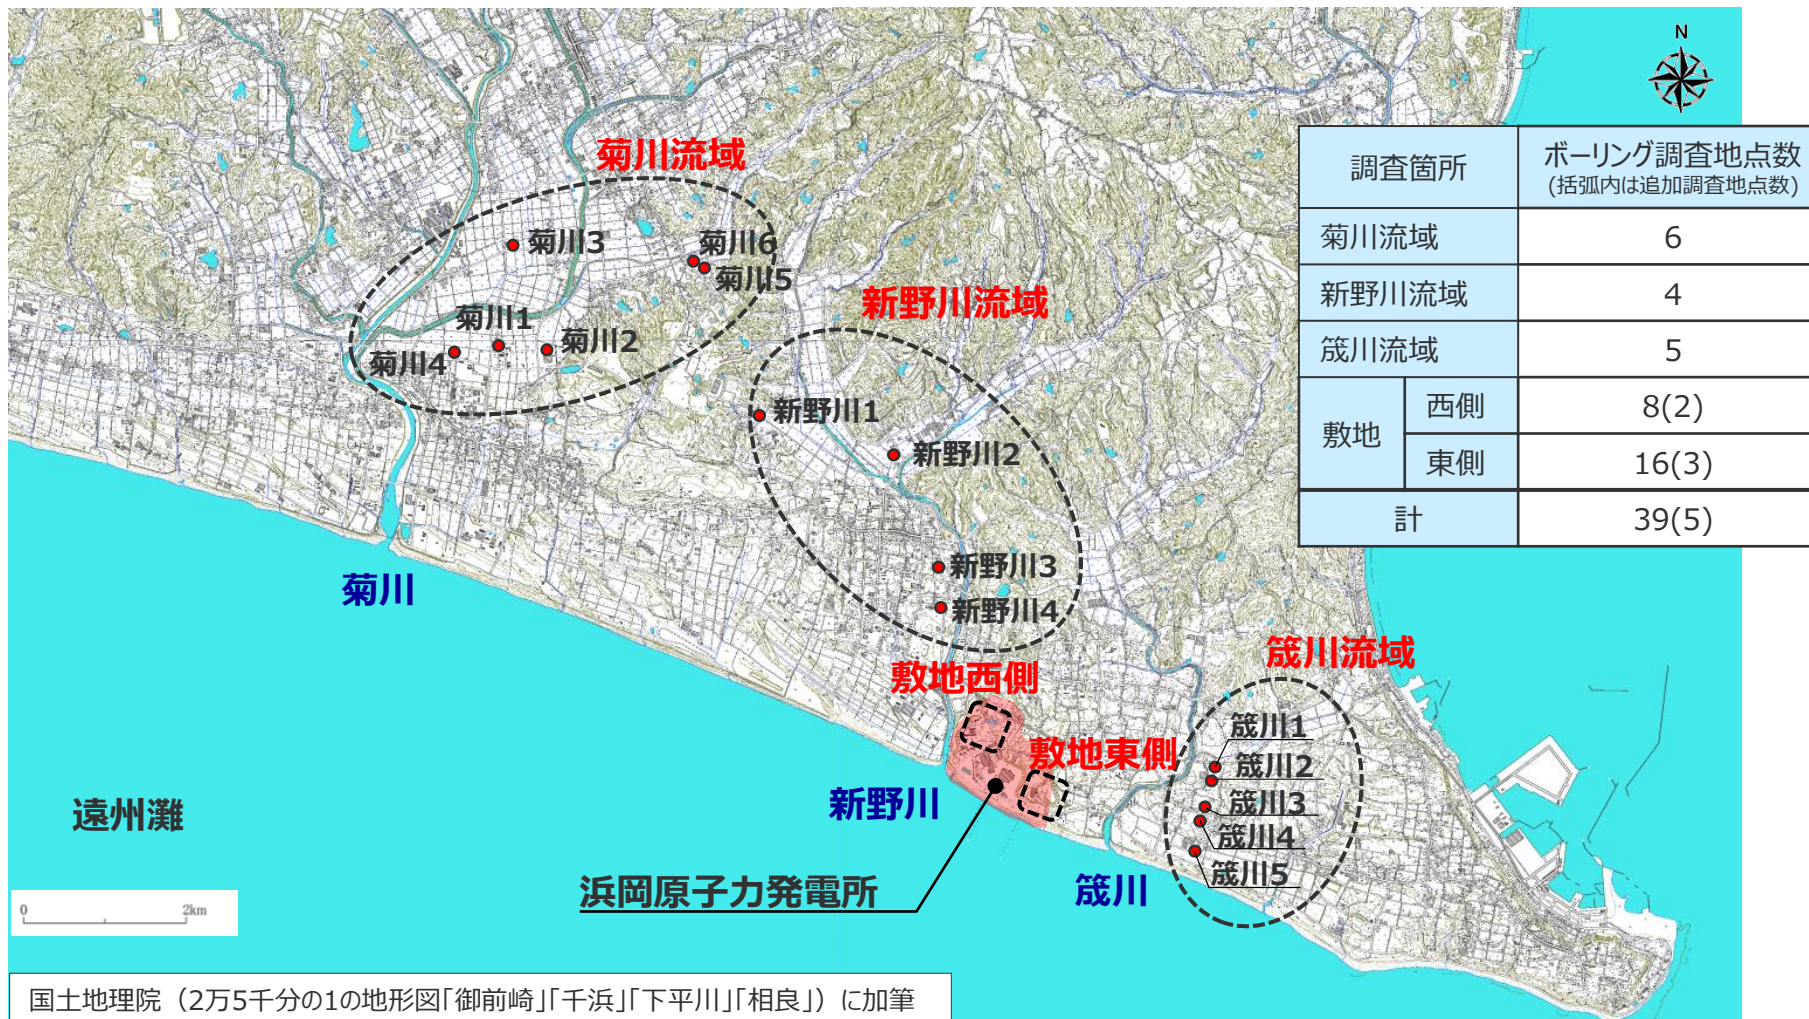 N
調査箇所
ボーリング調査地点数
(括弧内は追加調査地点数)
菊川流域
6
新野川流域
4
筬川流域
5
敷地
西側
8(2)
東側
16(3)
計
39(5)
菊川流域
菊川3
菊川6
菊川5
菊川1
菊川2
菊川4
新野川流域
新野川1
新野川2
新野川3
新野川4
菊川
敷地西側
敷地東側
筬川流域
筬川1
筬川2
筬川3
筬川4
筬川5
新野川
遠州灘
浜岡原子力発電所
筬川
0
2km
国土地理院（2万5千分の1の地形図「御前崎」「千浜」「下平川」「相良」）に加筆